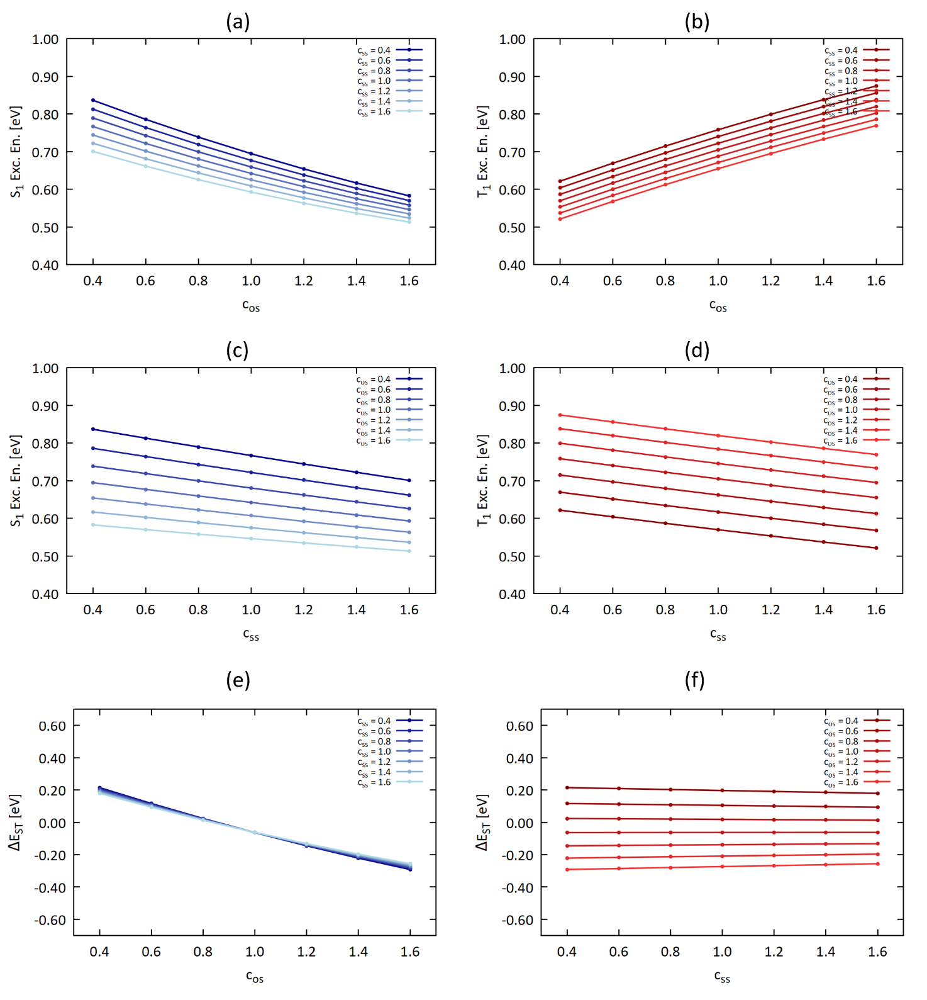 (a)
1.00
0.90
0.80
0.70
0.60
0.50
0.40
S1 Exc. En. [eV]
css = 0.4
css = 0.6
css = 0.8
css = 1.0
css = 1.2
css = 1.4
css = 1.6
0.4 0.6 0.8 1.0 1.2 1.4 1.6
cos
(b)
1.00
0.90
0.80
0.70
0.60
0.50
0.40
T1 Exc. En. [eV]
css = 0.4
css = 0.6
css = 0.8
css = 1.0
css = 1.2
css = 1.4
css = 1.6
0.4 0.6 0.8 1.0 1.2 1.4 1.6
cos
(c)
1.00
0.90
0.80
0.70
0.60
0.50
0.40
S1 Exc. En. [eV]
cos = 0.4
cos = 0.6
cos = 0.8
cos = 1.0
cos = 1.2
cos = 1.4
cos = 1.6
0.4 0.6 0.8 1.0 1.2 1.4 1.6
css
(d)
1.00
0.90
0.80
0.70
0.60
0.50
0.40
T1 Exc. En. [eV]
cos = 0.4
cos = 0.6
cos = 0.8
cos = 1.0
cos = 1.2
cos = 1.4
cos = 1.6
0.4 0.6 0.8 1.0 1.2 1.4 1.6
css
(e)
0.60
0.40
0.20
0.00
-0.20
-0.40
-0.60
ΔEST [eV]
css = 0.4
css = 0.6
css = 0.8
css = 1.0
css = 1.2
css = 1.4
css = 1.6
0.4 0.6 0.8 1.0 1.2 1.4 1.6
cos
(f)
0.60
0.40
0.20
0.00
-0.20
-0.40
-0.60
ΔEST [eV]
cos = 0.4
cos = 0.6
cos = 0.8
cos = 1.0
cos = 1.2
cos = 1.4
cos = 1.6
0.4 0.6 0.8 1.0 1.2 1.4 1.6
css